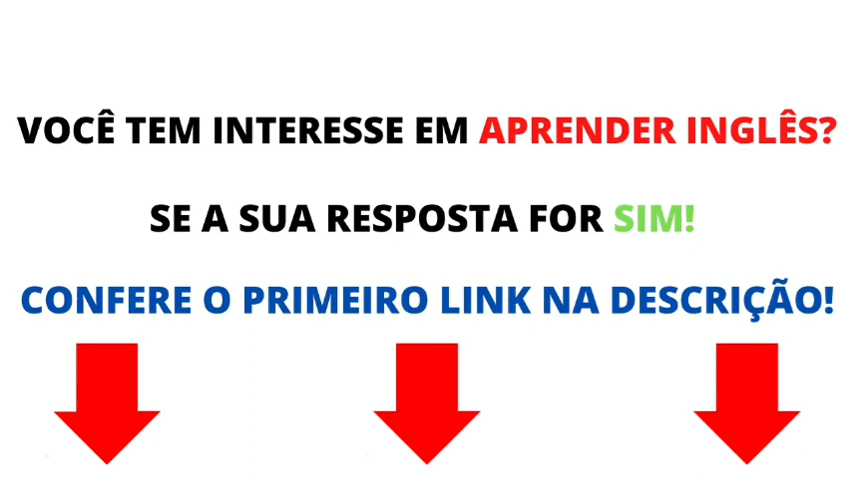 VOCÊ TEM INTERESSE EM APRENDER INGLÊS?
SE A SUA RESPOSTA FOR SIM!
CONFERE O PRIMEIRO LINK NA DESCRIÇÃO!